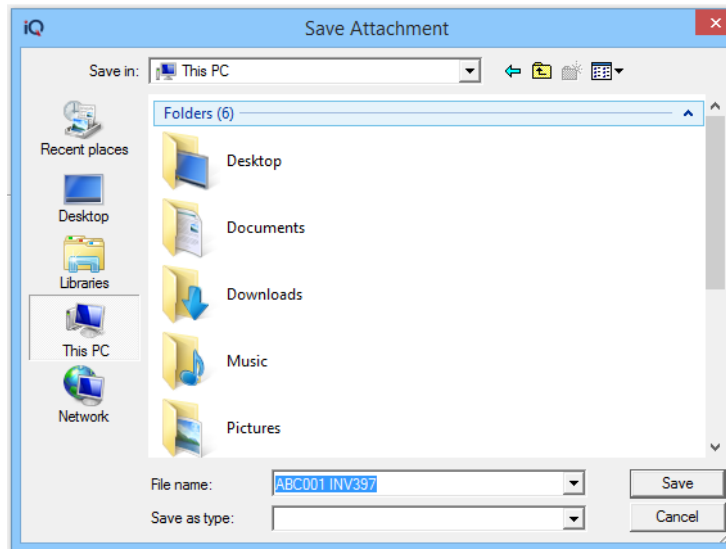 iQ Save Attachment
Save in: This PC
Folders (6)
Recent places
Desktop
Libraries
This PC
Network
Desktop
Documents
Downloads
Music
Pictures
File name: ABC001 INV397 Save
Save as type: Cancel